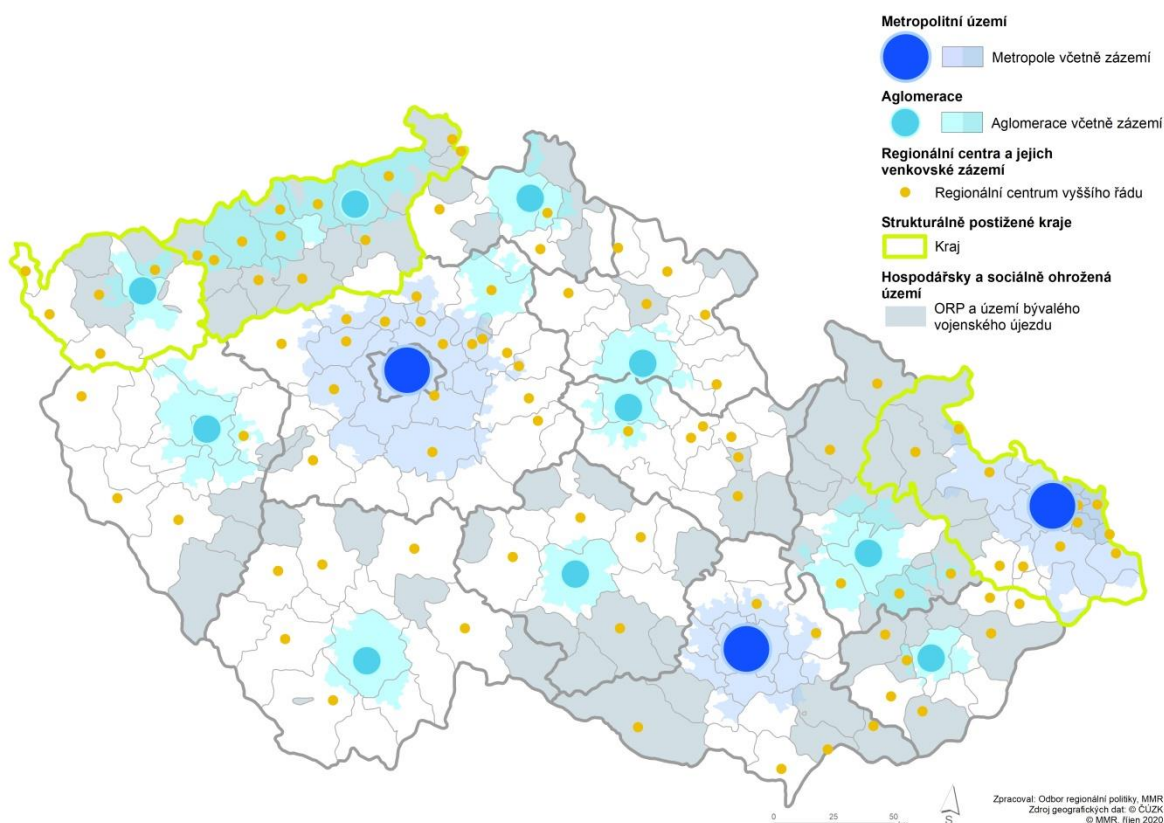 Metropolitní území
Metropole včetně zázemí
Aglomerace
Aglomerace včetně zázemí
Regionální centra a jejich
venkovské zázemí
Regionální centrum vyššího řádu
Strukturálně postižené kraje
Kraj
Hospodářsky a sociálně ohrožená
území
ORP a území bývalého
vojenského újezdu
0 25 50
S
Zpracoval: Odbor regionální politiky, MMR
Zdroj geografických dat: © ČÚZK
© MMR, říjen 2020